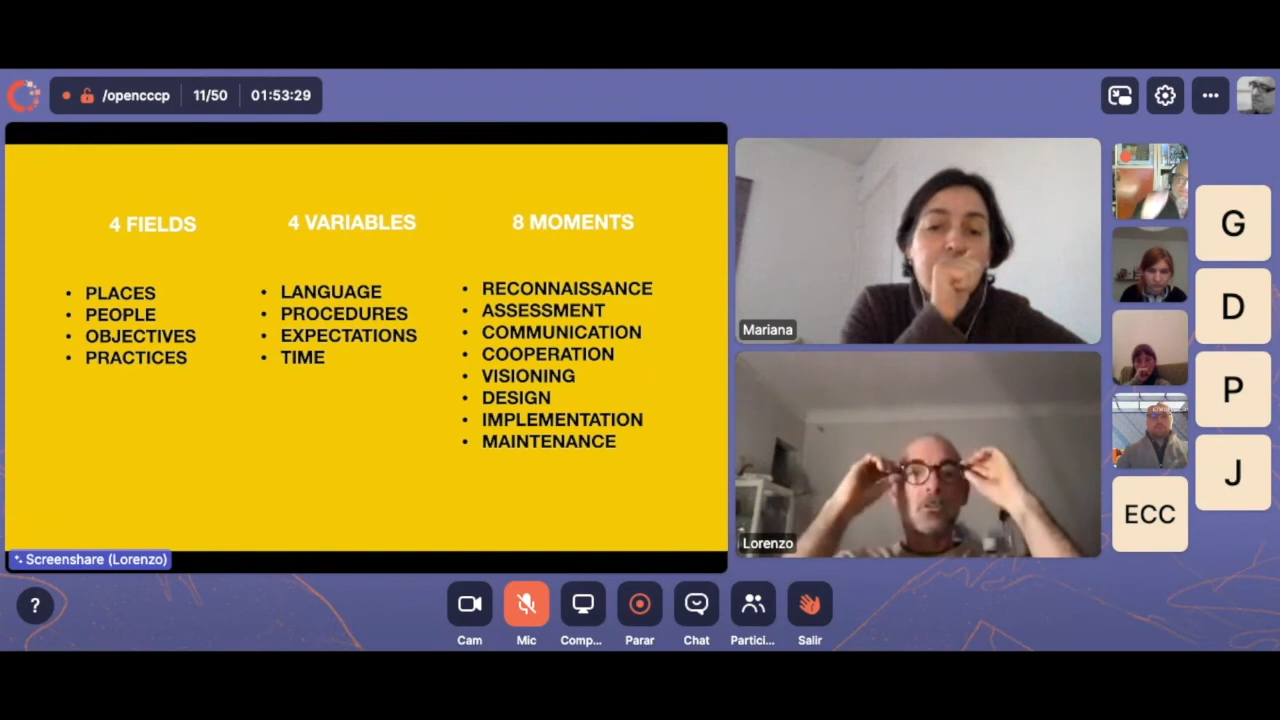 /opencccp
11/50
01:53:29
4 FIELDS
PLACES
PEOPLE
OBJECTIVES
PRACTICES
4 VARIABLES
LANGUAGE
PROCEDURES
EXPECTATIONS
TIME
8 MOMENTS
RECONNAISSANCE
ASSESSMENT
COMMUNICATION
COOPERATION
VISIONING
DESIGN
IMPLEMENTATION
MAINTENANCE
Screenshare (Lorenzo)
Mariana
Lorenzo
G
D
P
J
ECC
?
Cam
Mic
Comp...
Parar
Chat
Partici...
Salir